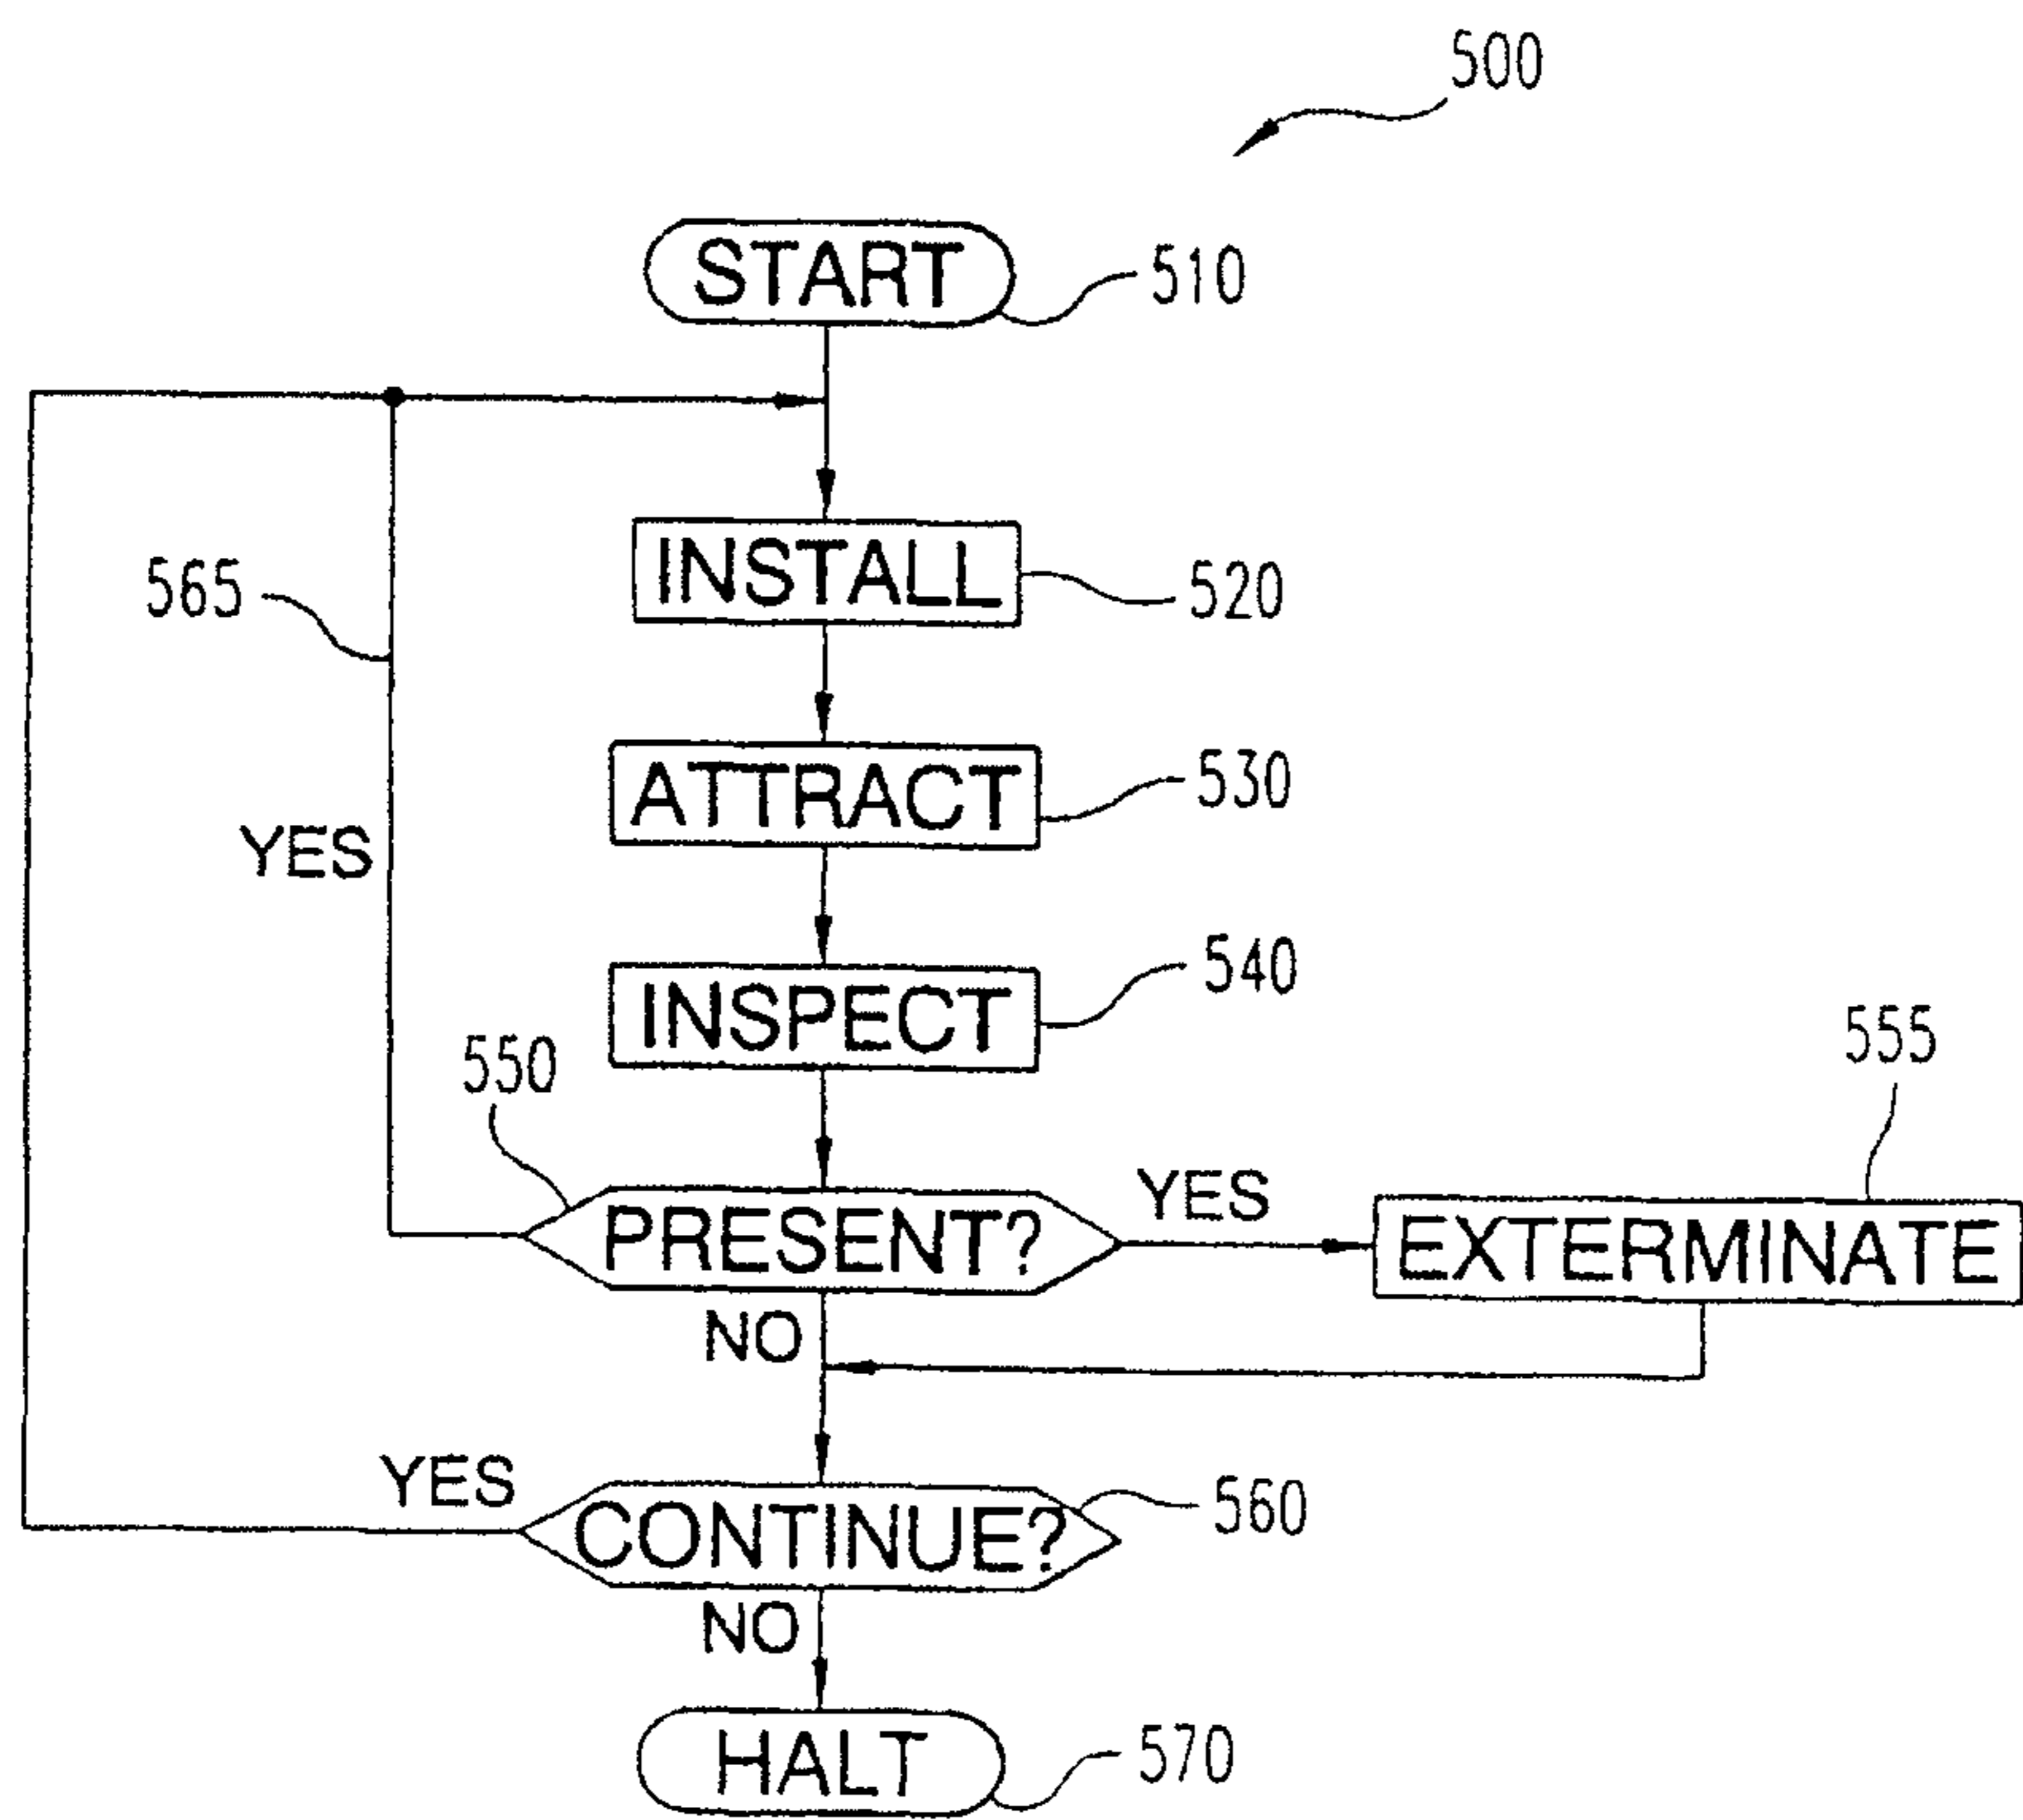 500
START
510
INSTALL
565
520
ATTRACT
530
YES
INSPECT
540
550
555
PRESENT?
YES
EXTERMINATE
NO
YES
CONTINUE?
560
NO
HALT
570